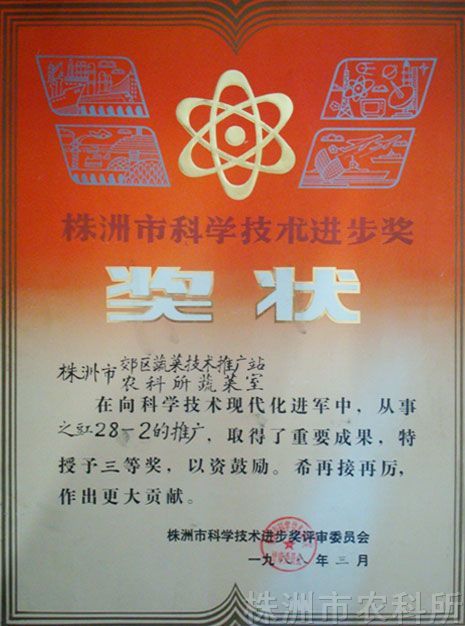 株洲市科学技术进步奖
奖状
株洲市郊区蔬菜技术推广站
农科所蔬菜室
在向科学技术现代化进军中，从事
之豇28-2的推广，取得了重要成果，特
授予三等奖，以资鼓励。希再接再厉，
作出更大贡献。
株洲市科学技术进步奖评审委员会
一九八 年三月
株洲市农科所